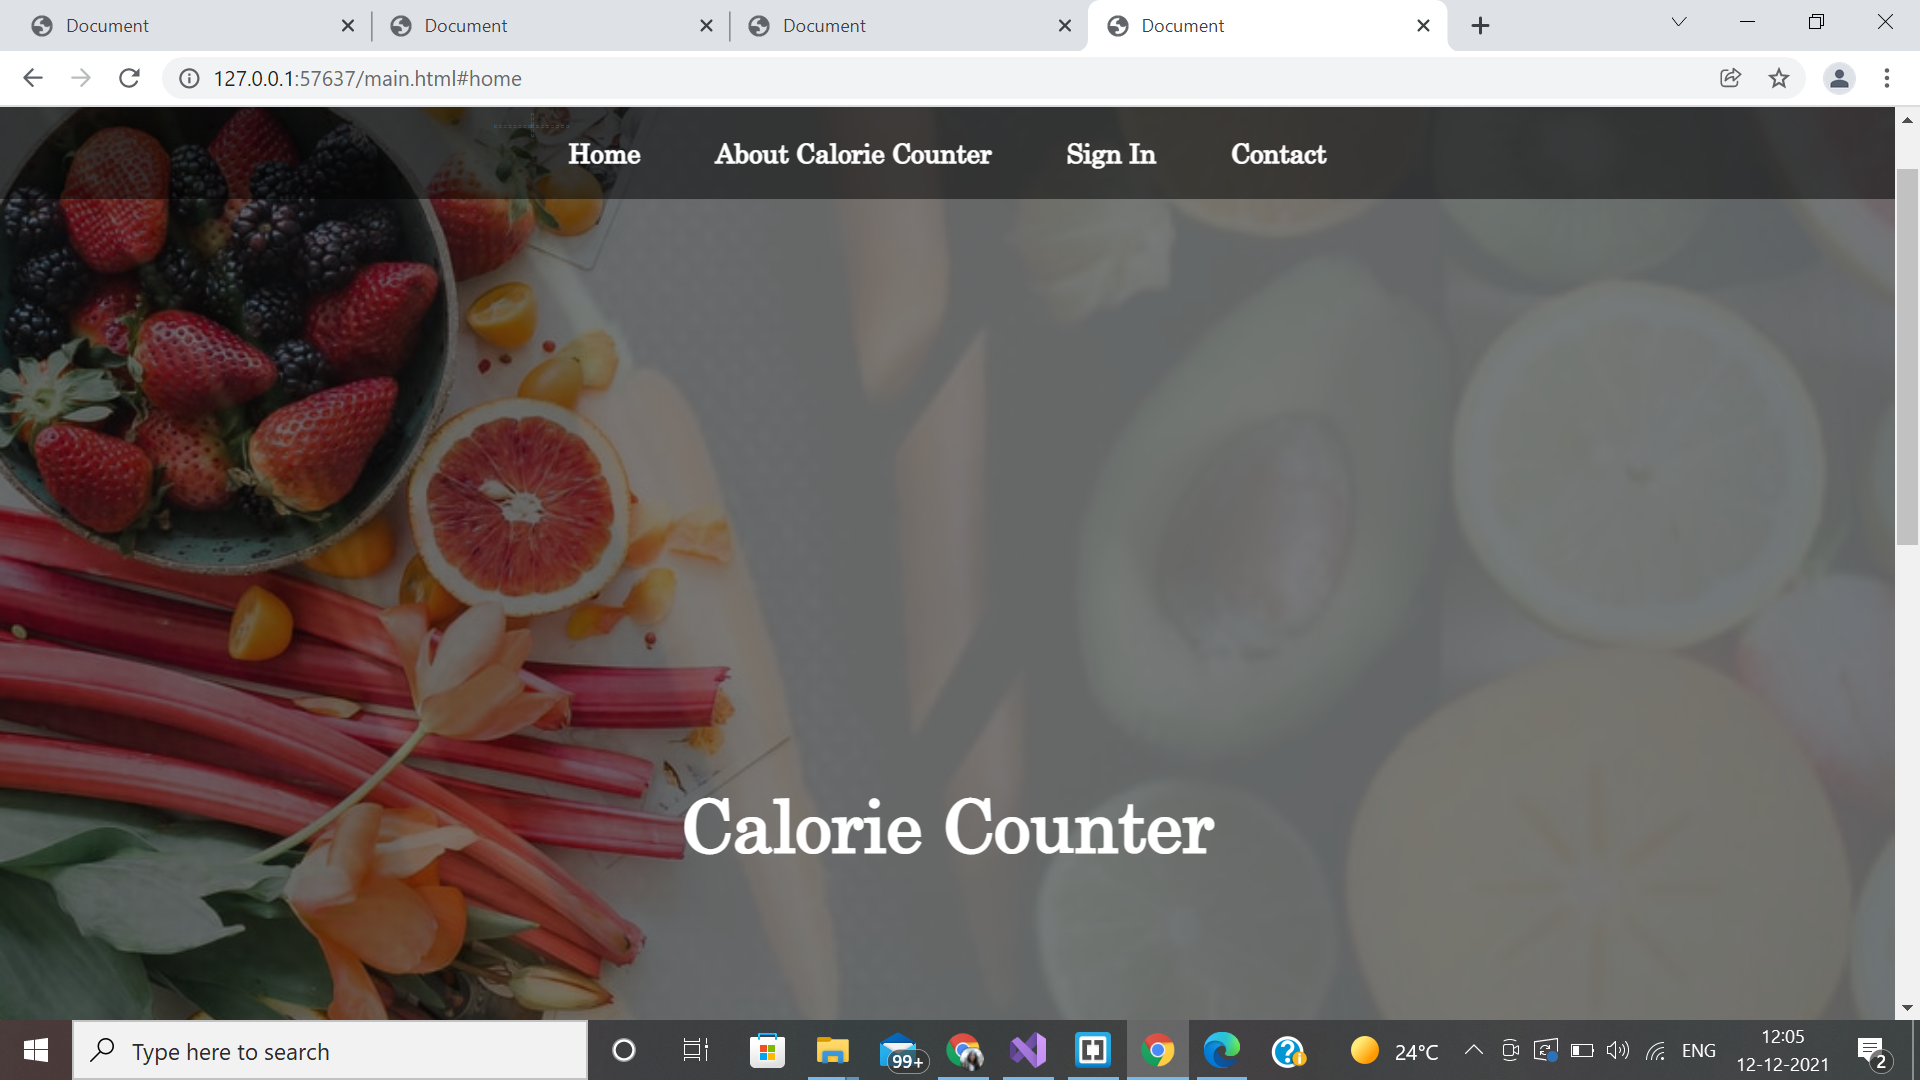 Document
Document
Document
Document
127.0.0.1:57637/main.html#home
Home
About Calorie Counter
Sign In
Contact
Calorie Counter
Type here to search
99+
24°C
ENG
12:05
12-12-2021
2